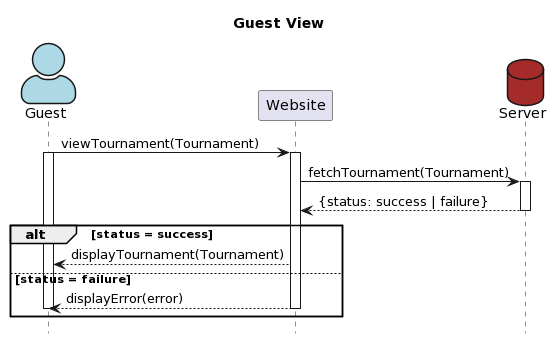 Guest View
Guest
Website
Server
viewTournament(Tournament)
fetchTournament(Tournament)
{status: success | failure}
alt [status = success]
displayTournament(Tournament)
[status = failure]
displayError(error)